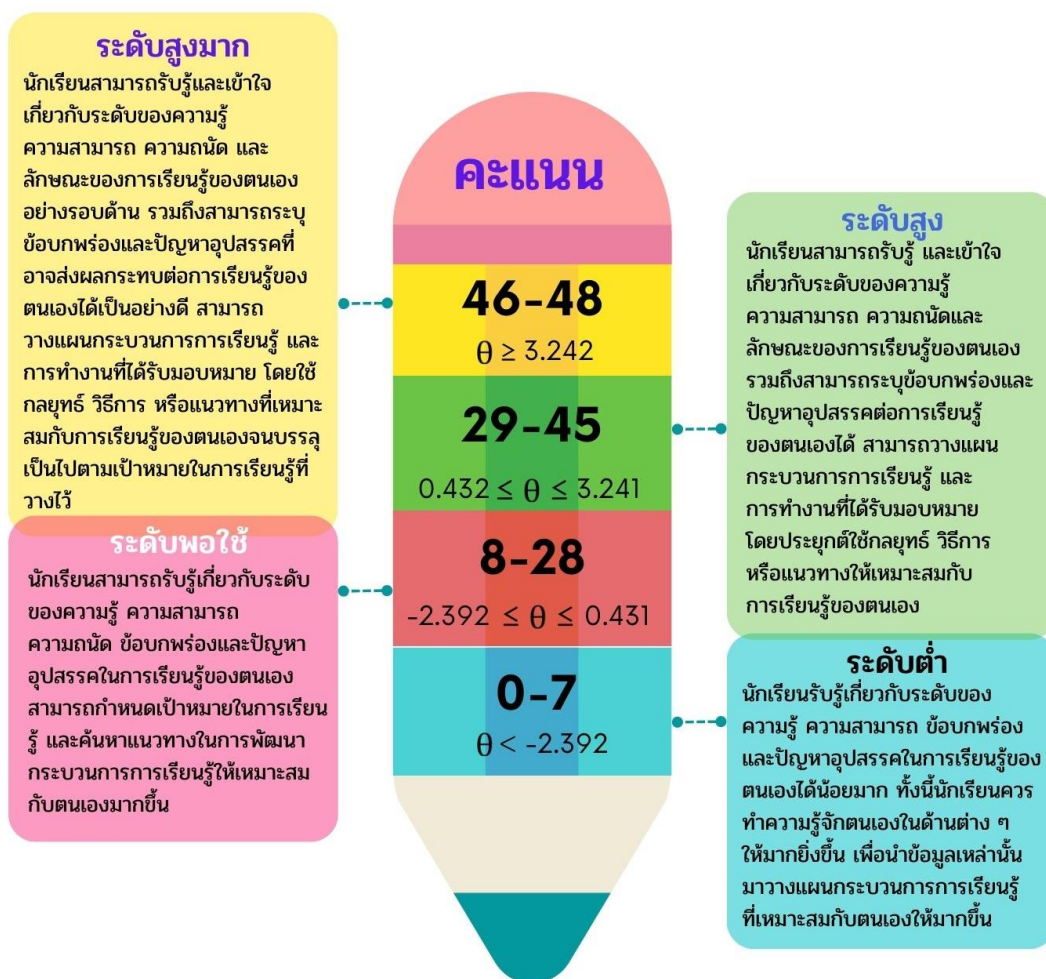 ระดับสูงมาก
นักเรียนสามารถรับรู้และเข้าใจ
เกี่ยวกับระดับของความรู้
ความสามารถ ความถนัด และ
ลักษณะของการเรียนรู้ของตนเอง
อย่างรอบด้าน รวมถึงสามารถระบุ
ข้อบกพร่องและปัญหาอุปสรรคที่
อาจส่งผลกระทบต่อการเรียนรู้ของ
ตนเองได้เป็นอย่างดี สามารถ
วางแผนกระบวนการการเรียนรู้ และ
การทำงานที่ได้รับมอบหมาย โดยใช้
กลยุทธ์ วิธีการ หรือแนวทางที่เหมาะ
สมกับการเรียนรู้ของตนเองจนบรรลุ
เป็นไปตามเป้าหมายในการเรียนรู้ที่
วางไว้
คะแนน
46-48
θ ≥ 3.242
29-45
0.432 ≤ θ ≤ 3.241
8-28
-2.392 ≤ θ ≤ 0.431
0-7
θ < -2.392
ระดับสูง
นักเรียนสามารถรับรู้ และเข้าใจ
เกี่ยวกับระดับของความรู้
ความสามารถ ความถนัดและ
ลักษณะของการเรียนรู้ของตนเอง
รวมถึงสามารถระบุข้อบกพร่องและ
ปัญหาอุปสรรคต่อการเรียนรู้
ของตนเองได้ สามารถวางแผน
กระบวนการการเรียนรู้ และ
การทำงานที่ได้รับมอบหมาย
โดยประยุกต์ใช้กลยุทธ์ วิธีการ
หรือแนวทางให้เหมาะสมกับ
การเรียนรู้ของตนเอง
ระดับพอใช้
นักเรียนสามารถรับรู้เกี่ยวกับระดับ
ของความรู้ ความสามารถ
ความถนัด ข้อบกพร่องและปัญหา
อุปสรรคในการเรียนรู้ของตนเอง
สามารถกำหนดเป้าหมายในการเรียน
รู้ และค้นหาแนวทางในการพัฒนา
กระบวนการการเรียนรู้ให้เหมาะสม
กับตนเองมากขึ้น
ระดับต่ำ
นักเรียนรับรู้เกี่ยวกับระดับของ
ความรู้ ความสามารถ ข้อบกพร่อง
และปัญหาอุปสรรคในการเรียนรู้ของ
ตนเองได้น้อยมาก ทั้งนี้นักเรียนควร
ทำความรู้จักตนเองในด้านต่าง ๆ
ให้มากยิ่งขึ้น เพื่อนำข้อมูลเหล่านั้น
มาวางแผนกระบวนการการเรียนรู้
ที่เหมาะสมกับตนเองให้มากขึ้น